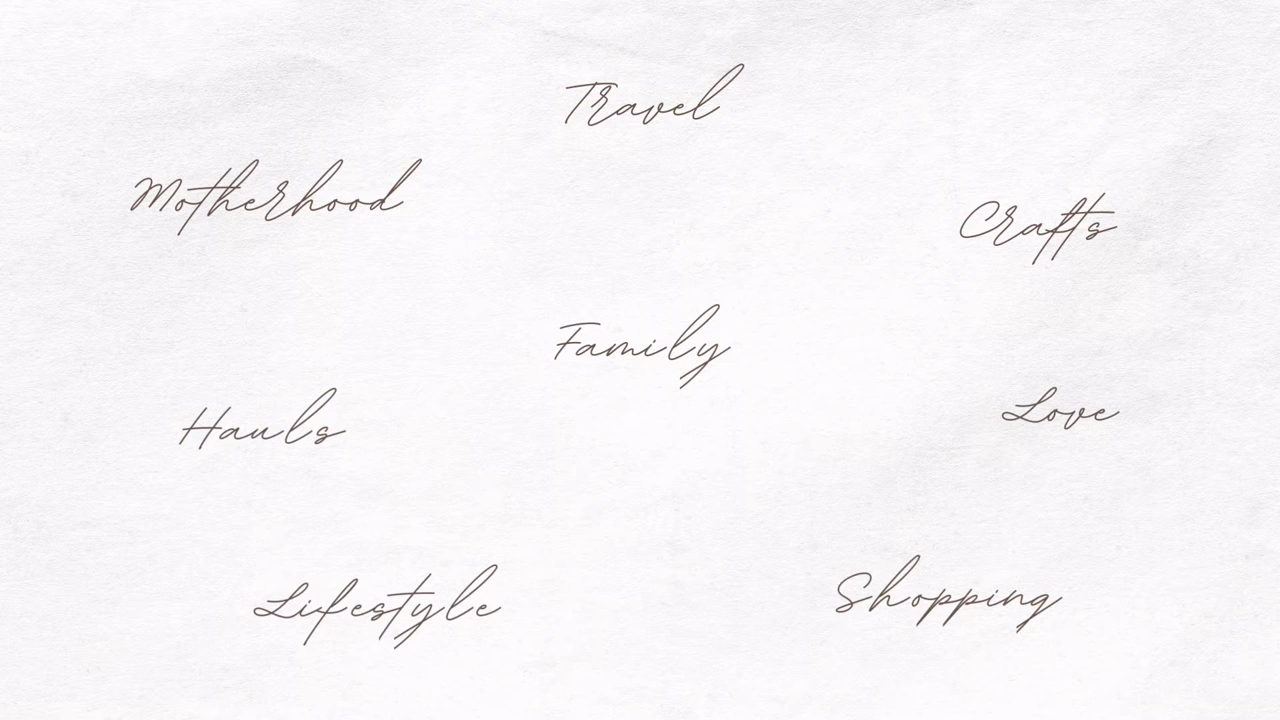 Travel
Motherhood
Crafts
Family
Hauls
Love
Lifestyle
Shopping